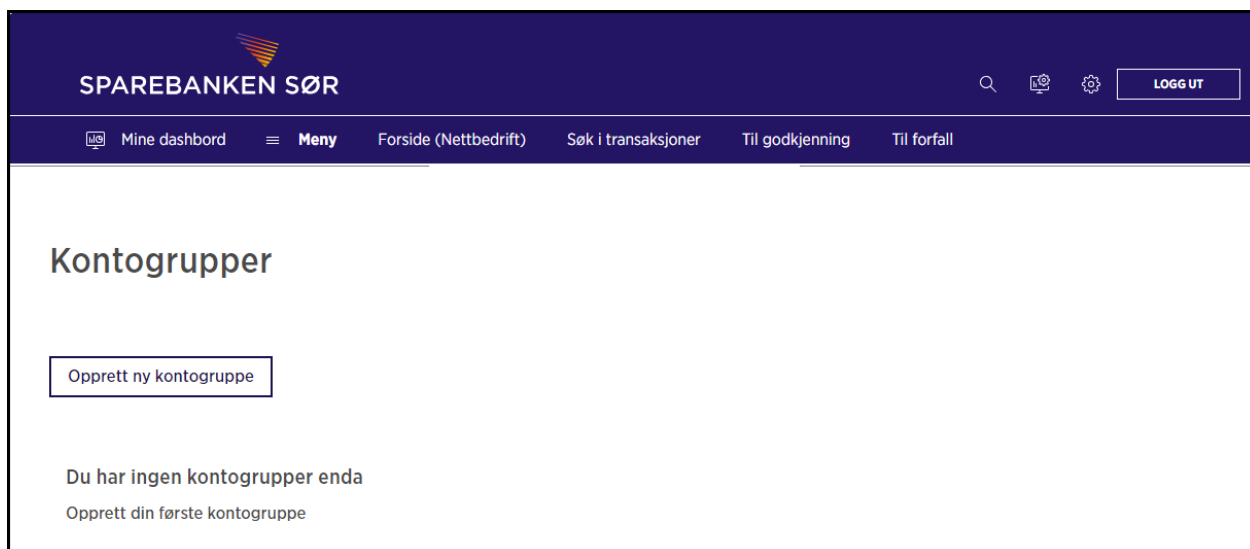 SPAREBANKEN SØR
LOGG UT
Mine dashbord Meny Forside (Nettbedrift) Søk i transaksjoner Til godkjenning Til forfall
Kontogrupper
Opprett ny kontogruppe
Du har ingen kontogrupper enda
Opprett din første kontogruppe